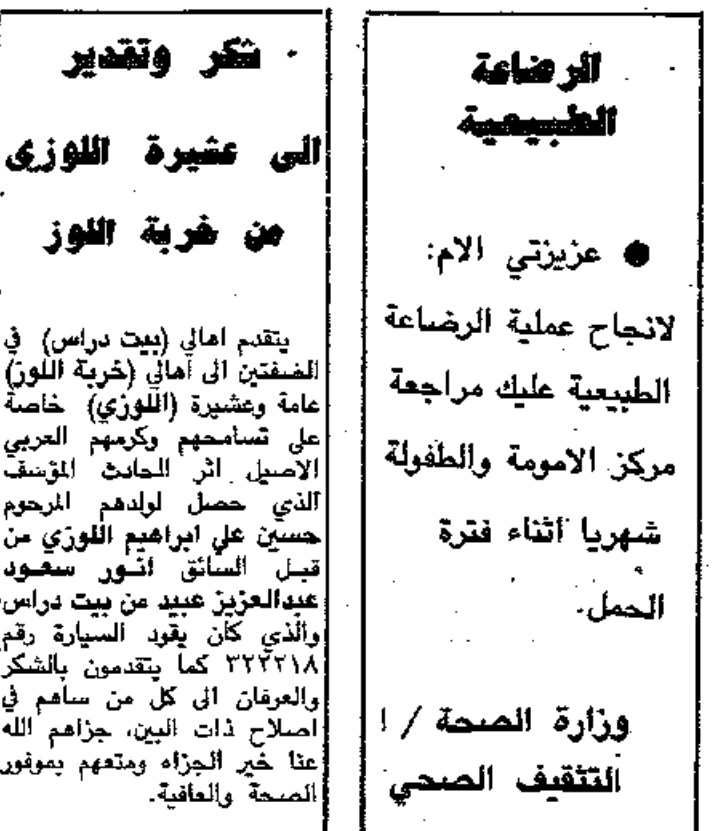 الرضاعة
الطبيعية
● عزيزتي الام:
لانجاح عملية الرضاعة
الطبيعية عليك مراجعة
مركز الامومة والطفولة
شهريا اثناء فترة
الحمل.
وزارة الصحة /
التثقيف الصحي
شكر وتقدير
الى عشيرة اللوزي
من خربة اللوز
يتقدم اهالي (بيت دراس) في
الضفتين الى اهالي (خربة اللوز)
عامة وعشيرة (اللوزي) خاصة
على تسامحهم وكرمهم العربي
الاصيل اثر الحادث المؤسف
الذي حصل لولدهم المرحوم
حسين علي ابراهيم اللوزي من
قبل السائق انور سعود
عبدالعزيز عبيد من بيت دراس
والذي كان يقود السيارة رقم
٣٢٢٢١٨ كما يتقدمون بالشكر
والعرفان الى كل من ساهم في
اصلاح ذات البين، جزاهم الله
عنا خير الجزاء ومتعهم بموفور
الصحة والعافية.